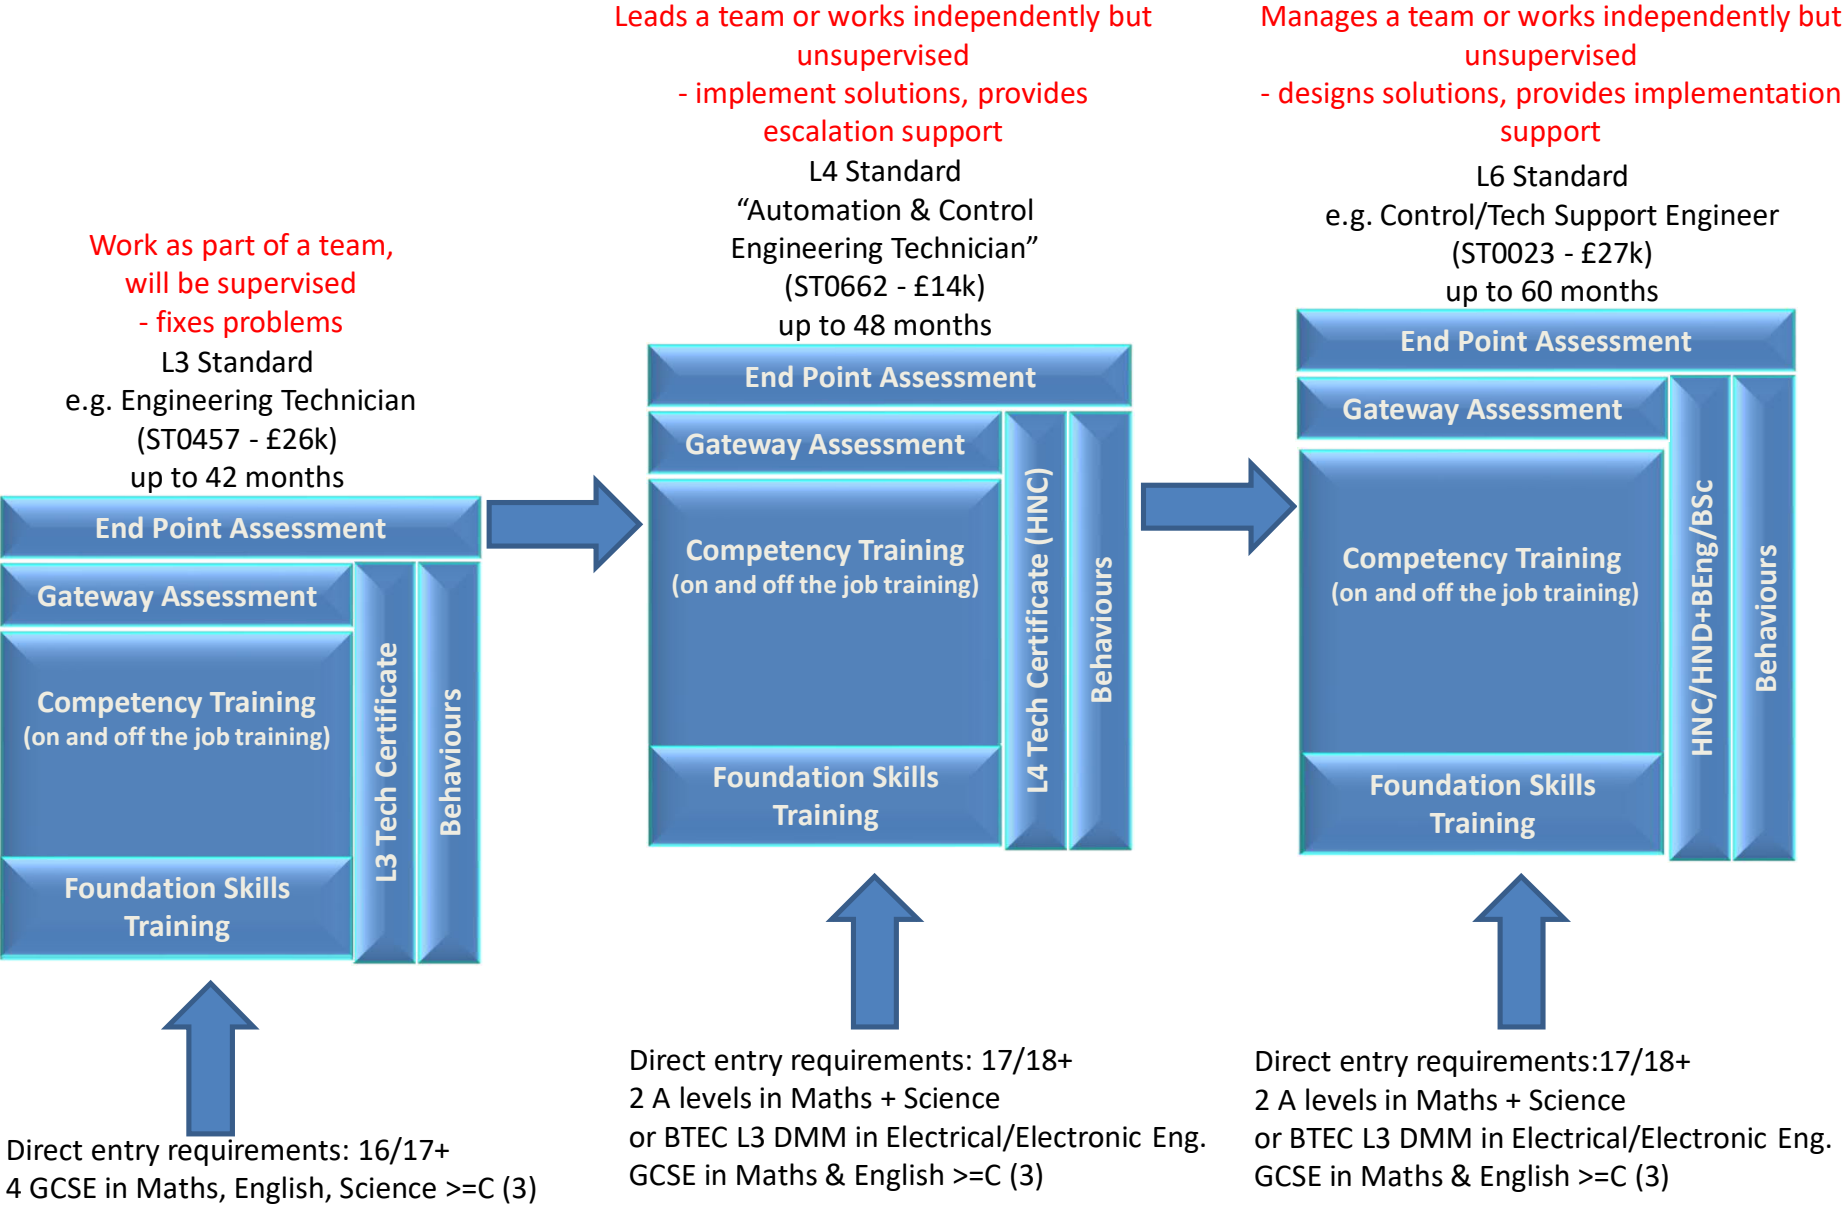 Work as part of a team,
will be supervised
- fixes problems
L3 Standard
e.g. Engineering Technician
(ST0457 - £26k)
up to 42 months
End Point Assessment
Gateway Assessment
Competency Training
(on and off the job training)
Foundation Skills
Training
L3 Tech Certificate
Behaviours
Direct entry requirements: 16/17+
4 GCSE in Maths, English, Science >=C (3)
Leads a team or works independently but
unsupervised
- implement solutions, provides
escalation support
L4 Standard
“Automation & Control
Engineering Technician”
(ST0662 - £14k)
up to 48 months
End Point Assessment
Gateway Assessment
Competency Training
(on and off the job training)
Foundation Skills
Training
L4 Tech Certificate (HNC)
Behaviours
Direct entry requirements: 17/18+
2 A levels in Maths + Science
or BTEC L3 DMM in Electrical/Electronic Eng.
GCSE in Maths & English >=C (3)
Manages a team or works independently but
unsupervised
- designs solutions, provides implementation
support
L6 Standard
e.g. Control/Tech Support Engineer
(ST0023 - £27k)
up to 60 months
End Point Assessment
Gateway Assessment
Competency Training
(on and off the job training)
Foundation Skills
Training
HNC/HND+BEng/BSc
Behaviours
Direct entry requirements:17/18+
2 A levels in Maths + Science
or BTEC L3 DMM in Electrical/Electronic Eng.
GCSE in Maths & English >=C (3)